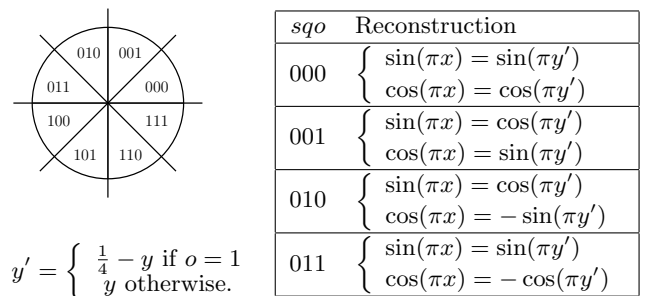 010 001
011 000
100 111
101 110
y′ = { 1/4 − y if o = 1
y otherwise.
sqo Reconstruction
000 { sin(πx) = sin(πy′)
cos(πx) = cos(πy′)
001 { sin(πx) = cos(πy′)
cos(πx) = sin(πy′)
010 { sin(πx) = cos(πy′)
cos(πx) = − sin(πy′)
011 { sin(πx) = sin(πy′)
cos(πx) = − cos(πy′)